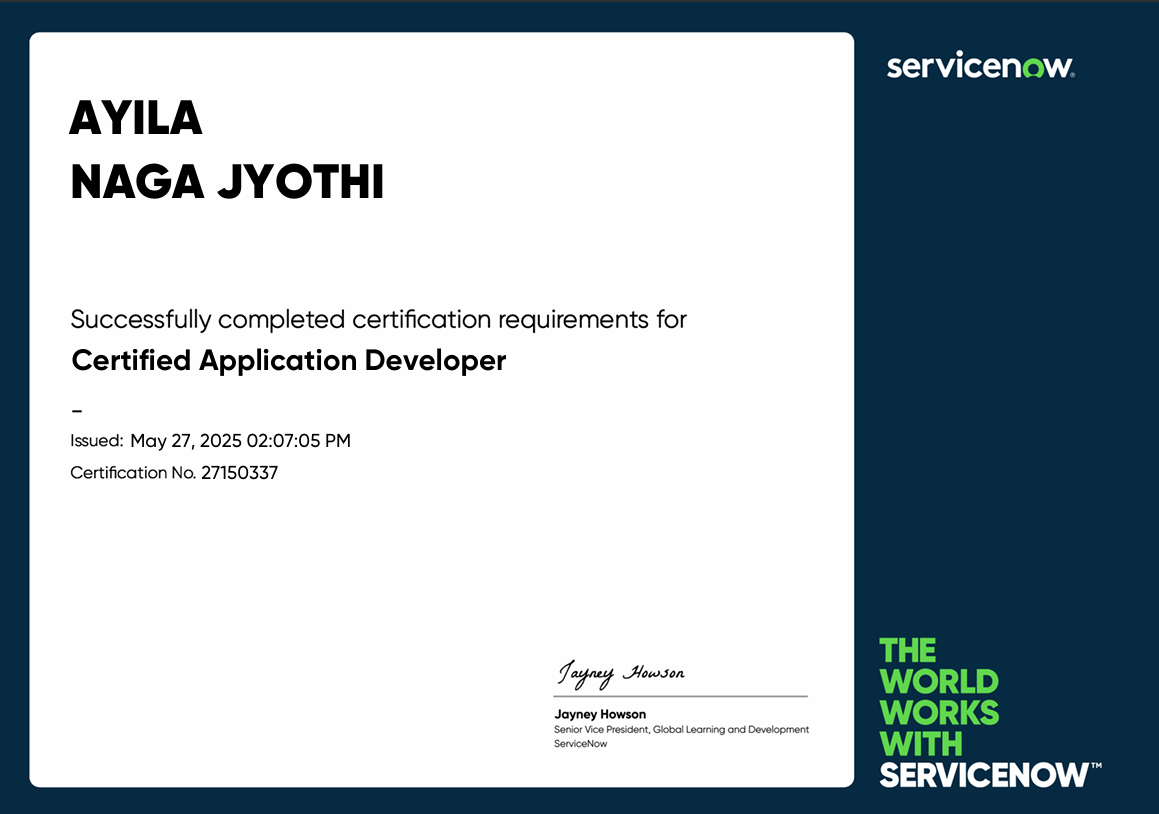 AYILA
NAGA JYOTHI
Successfully completed certification requirements for
Certified Application Developer
–
Issued: May 27, 2025 02:07:05 PM
Certification No. 27150337
Jayney Howson
Jayney Howson
Senior Vice President, Global Learning and Development
ServiceNow
servicenow®
THE
WORLD
WORKS
WITH
SERVICENOW™